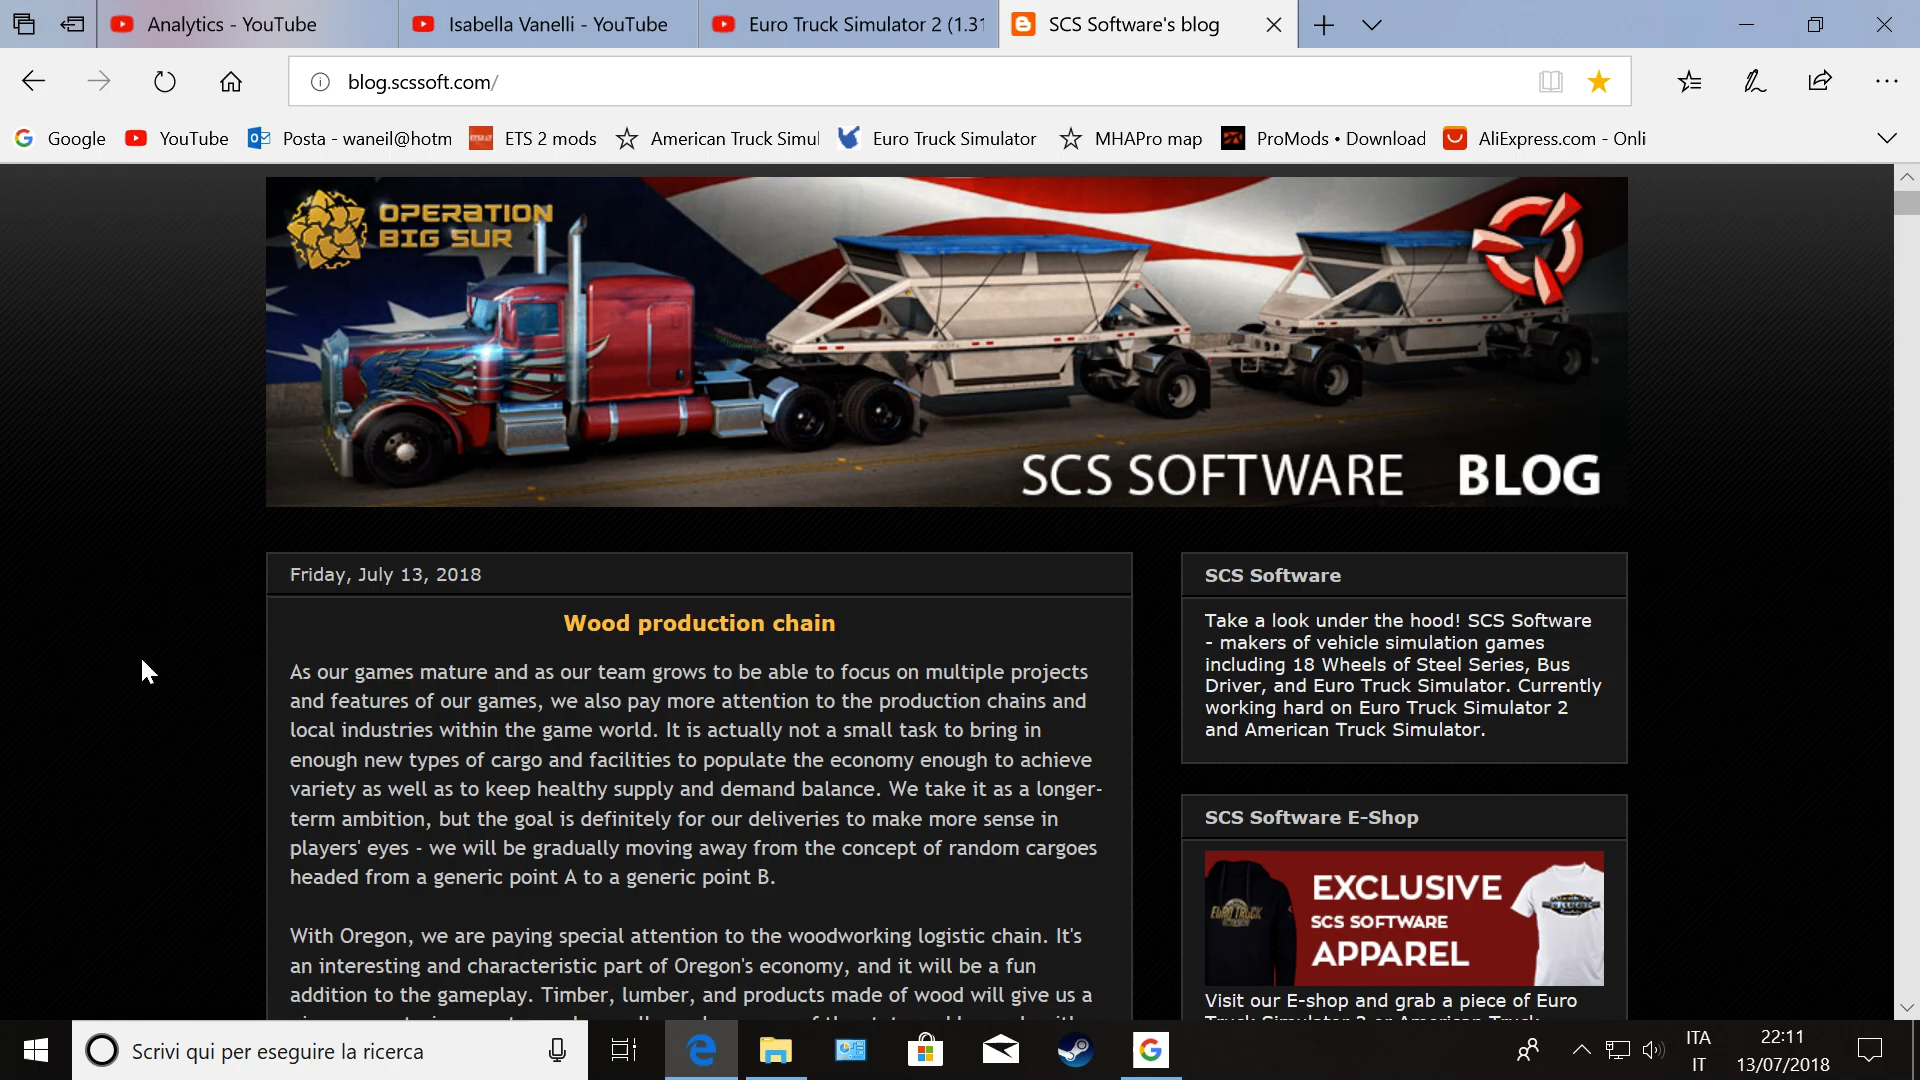 Analytics - YouTube
Isabella Vanelli - YouTube
Euro Truck Simulator 2 (1.31
SCS Software's blog
blog.scssoft.com/
Google
YouTube
Posta - waneil@hotm
ETS 2 mods
American Truck Simul
Euro Truck Simulator
MHAPro map
ProMods • Download
AliExpress.com - Onli
OPERATION
BIG SUR
SCS SOFTWARE BLOG
Friday, July 13, 2018
Wood production chain
As our games mature and as our team grows to be able to focus on multiple projects
and features of our games, we also pay more attention to the production chains and
local industries within the game world. It is actually not a small task to bring in
enough new types of cargo and facilities to populate the economy enough to achieve
variety as well as to keep healthy supply and demand balance. We take it as a longer-
term ambition, but the goal is definitely for our deliveries to make more sense in
players' eyes - we will be gradually moving away from the concept of random cargoes
headed from a generic point A to a generic point B.
With Oregon, we are paying special attention to the woodworking logistic chain. It's
an interesting and characteristic part of Oregon's economy, and it will be a fun
addition to the gameplay. Timber, lumber, and products made of wood will give us a
SCS Software
Take a look under the hood! SCS Software
- makers of vehicle simulation games
including 18 Wheels of Steel Series, Bus
Driver, and Euro Truck Simulator. Currently
working hard on Euro Truck Simulator 2
and American Truck Simulator.
SCS Software E-Shop
EXCLUSIVE
SCS SOFTWARE
APPAREL
EURO TRUCK
Visit our E-shop and grab a piece of Euro
Truck Simulator 2 or American Truck
Scrivi qui per eseguire la ricerca
ITA
IT
22:11
13/07/2018